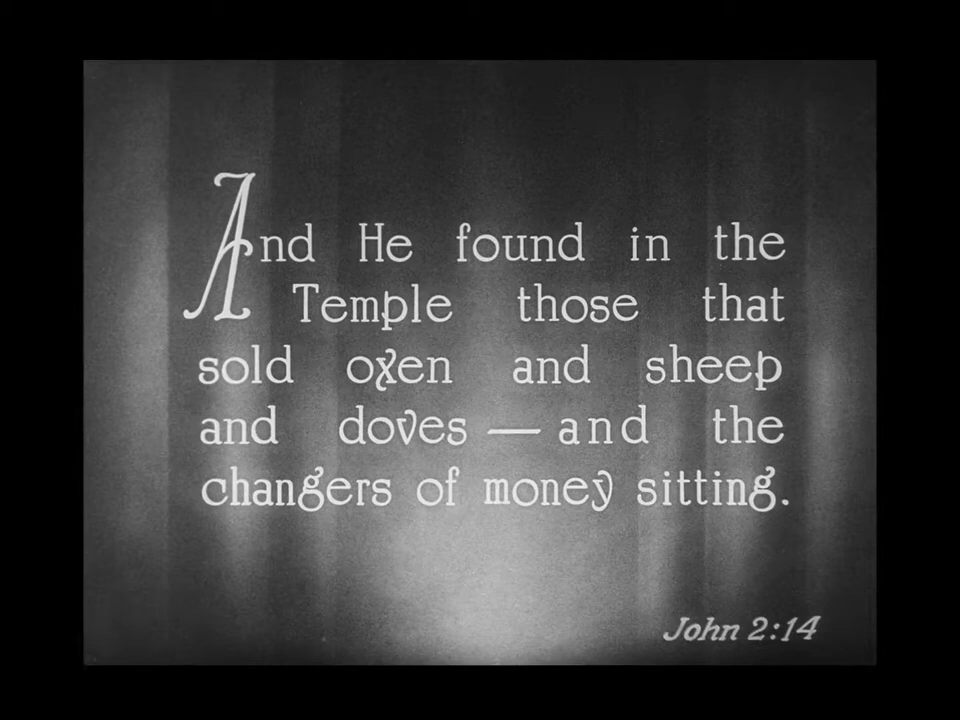 And He found in the
Temple those that
sold oxen and sheep
and doves — and the
changers of money sitting.
John 2:14